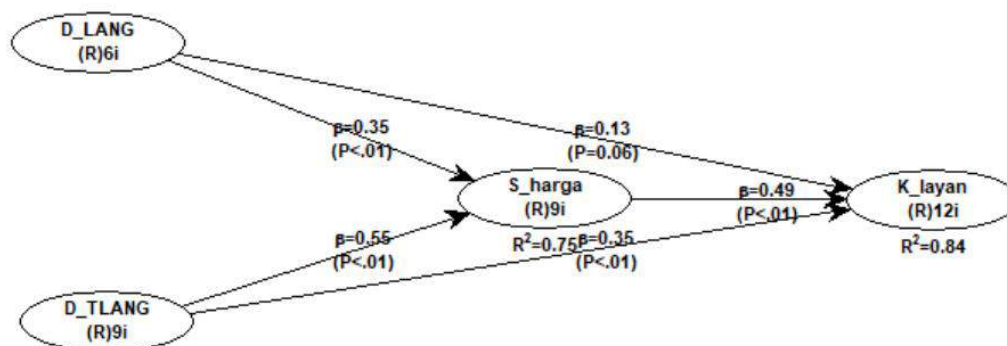 D_LANG
(R)6i
β=0.35
(P<.01)
β=0.13
(P=0.06)
S_harga
(R)9i
R²=0.75
β=0.49
(P<.01)
K_layan
(R)12i
R²=0.84
β=0.55
(P<.01)
β=0.35
(P<.01)
D_TLANG
(R)9i